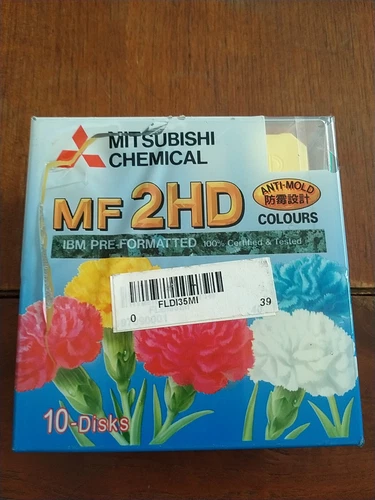 MITSUBISHI
CHEMICAL
MF 2HD
ANTI-MOLD
防霉設計
COLOURS
IBM PRE-FORMATTED 100% Certified & Tested
FLDI35MI
0 39
10-Disks